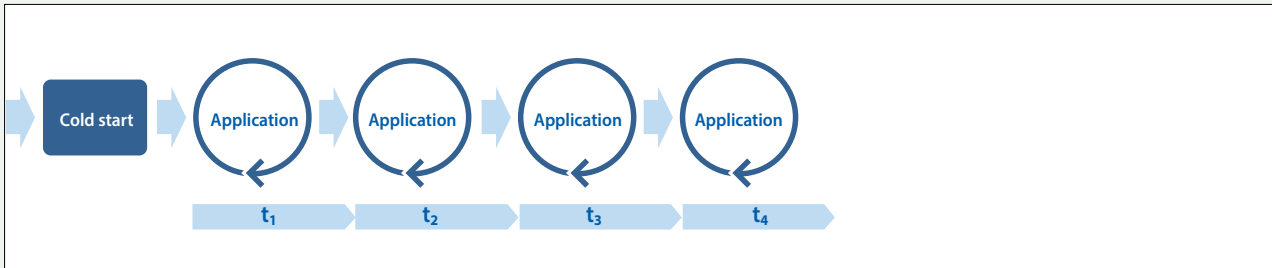 Cold start
Application
Application
Application
Application
t₁
t₂
t₃
t₄